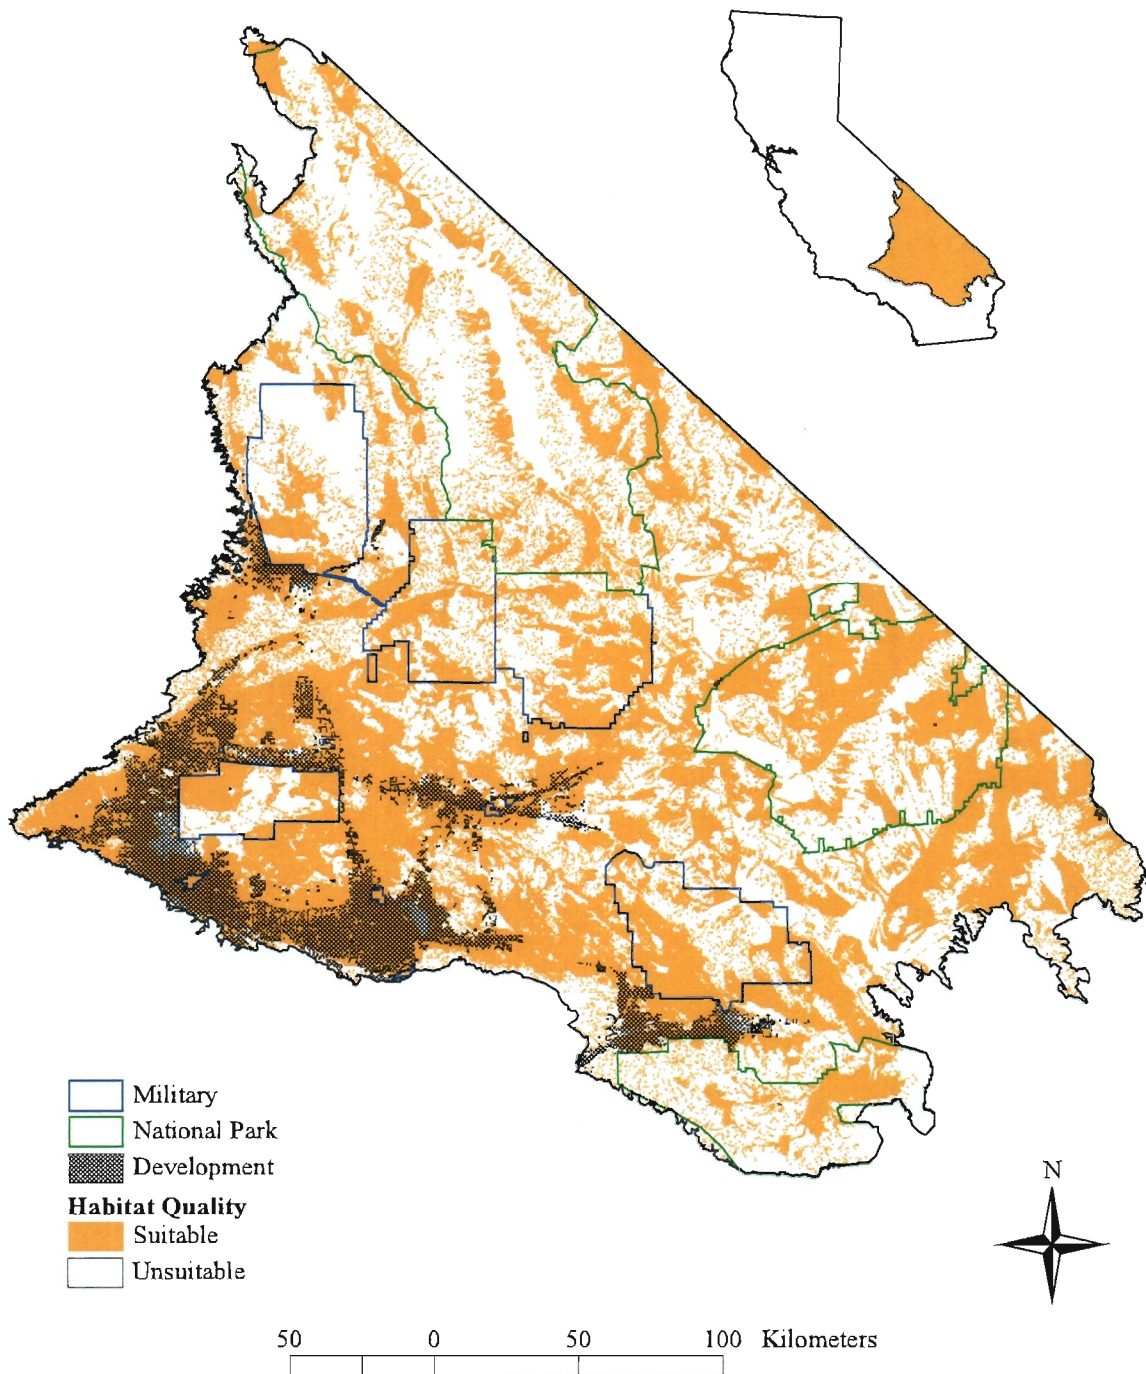 Military
National Park
Development
Habitat Quality
Suitable
Unsuitable
N
50 0 50 100 Kilometers